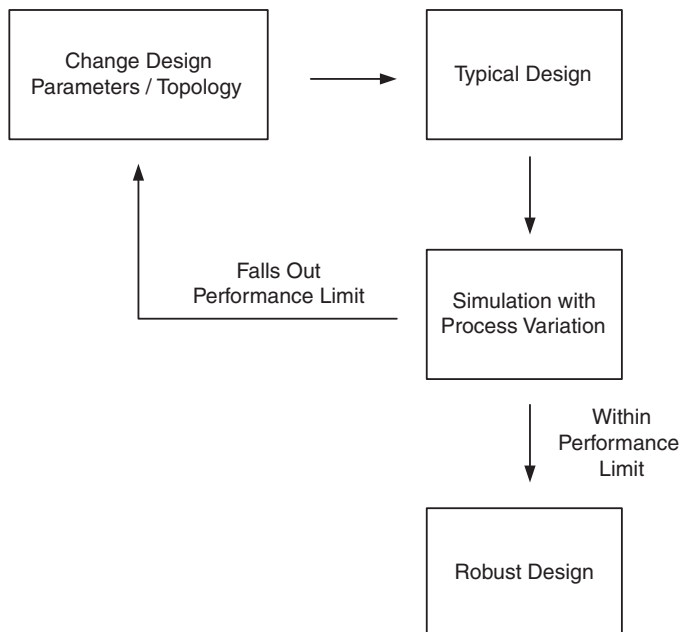 Change Design
Parameters / Topology
Typical Design
Falls Out
Performance Limit
Simulation with
Process Variation
Within
Performance
Limit
Robust Design